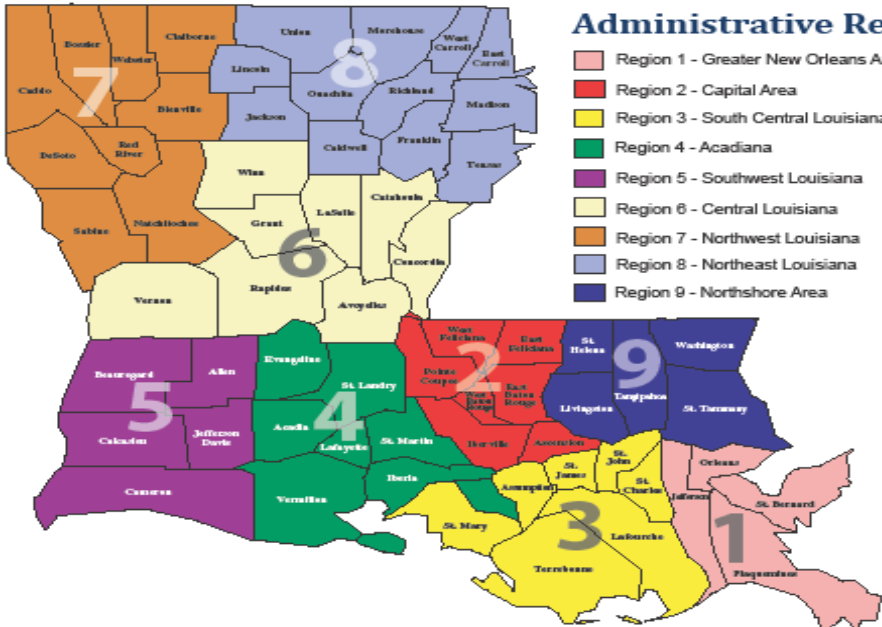 Administrative Re
Region 1 - Greater New Orleans A
Region 2 - Capital Area
Region 3 - South Central Louisiana
Region 4 - Acadiana
Region 5 - Southwest Louisiana
Region 6 - Central Louisiana
Region 7 - Northwest Louisiana
Region 8 - Northeast Louisiana
Region 9 - Northshore Area
7
Bossier
Webster
Claiborne
Caddo
Bienville
DeSoto
Red
River
Sabine
Natchitoches
8
Union
Morehouse
West
Carroll
East
Carroll
Lincoln
Ouachita
Richland
Madison
Jackson
Caldwell
Franklin
Tensas
6
Winn
Grant
LaSalle
Catahoula
Concordia
Vernon
Rapides
Avoyelles
5
Beauregard
Allen
Calcasieu
Jefferson
Davis
Cameron
4
Evangeline
St. Landry
Acadia
Lafayette
St. Martin
Iberia
Vermilion
2
West
Feliciana
East
Feliciana
Pointe
Coupee
West
Baton
Rouge
East
Baton
Rouge
Iberville
Ascension
9
St.
Helena
Washington
Livingston
Tangipahoa
St. Tammany
3
Assumption
St.
James
St.
John
St.
Charles
St. Mary
Lafourche
Terrebonne
1
Orleans
Jefferson
St. Bernard
Plaquemines